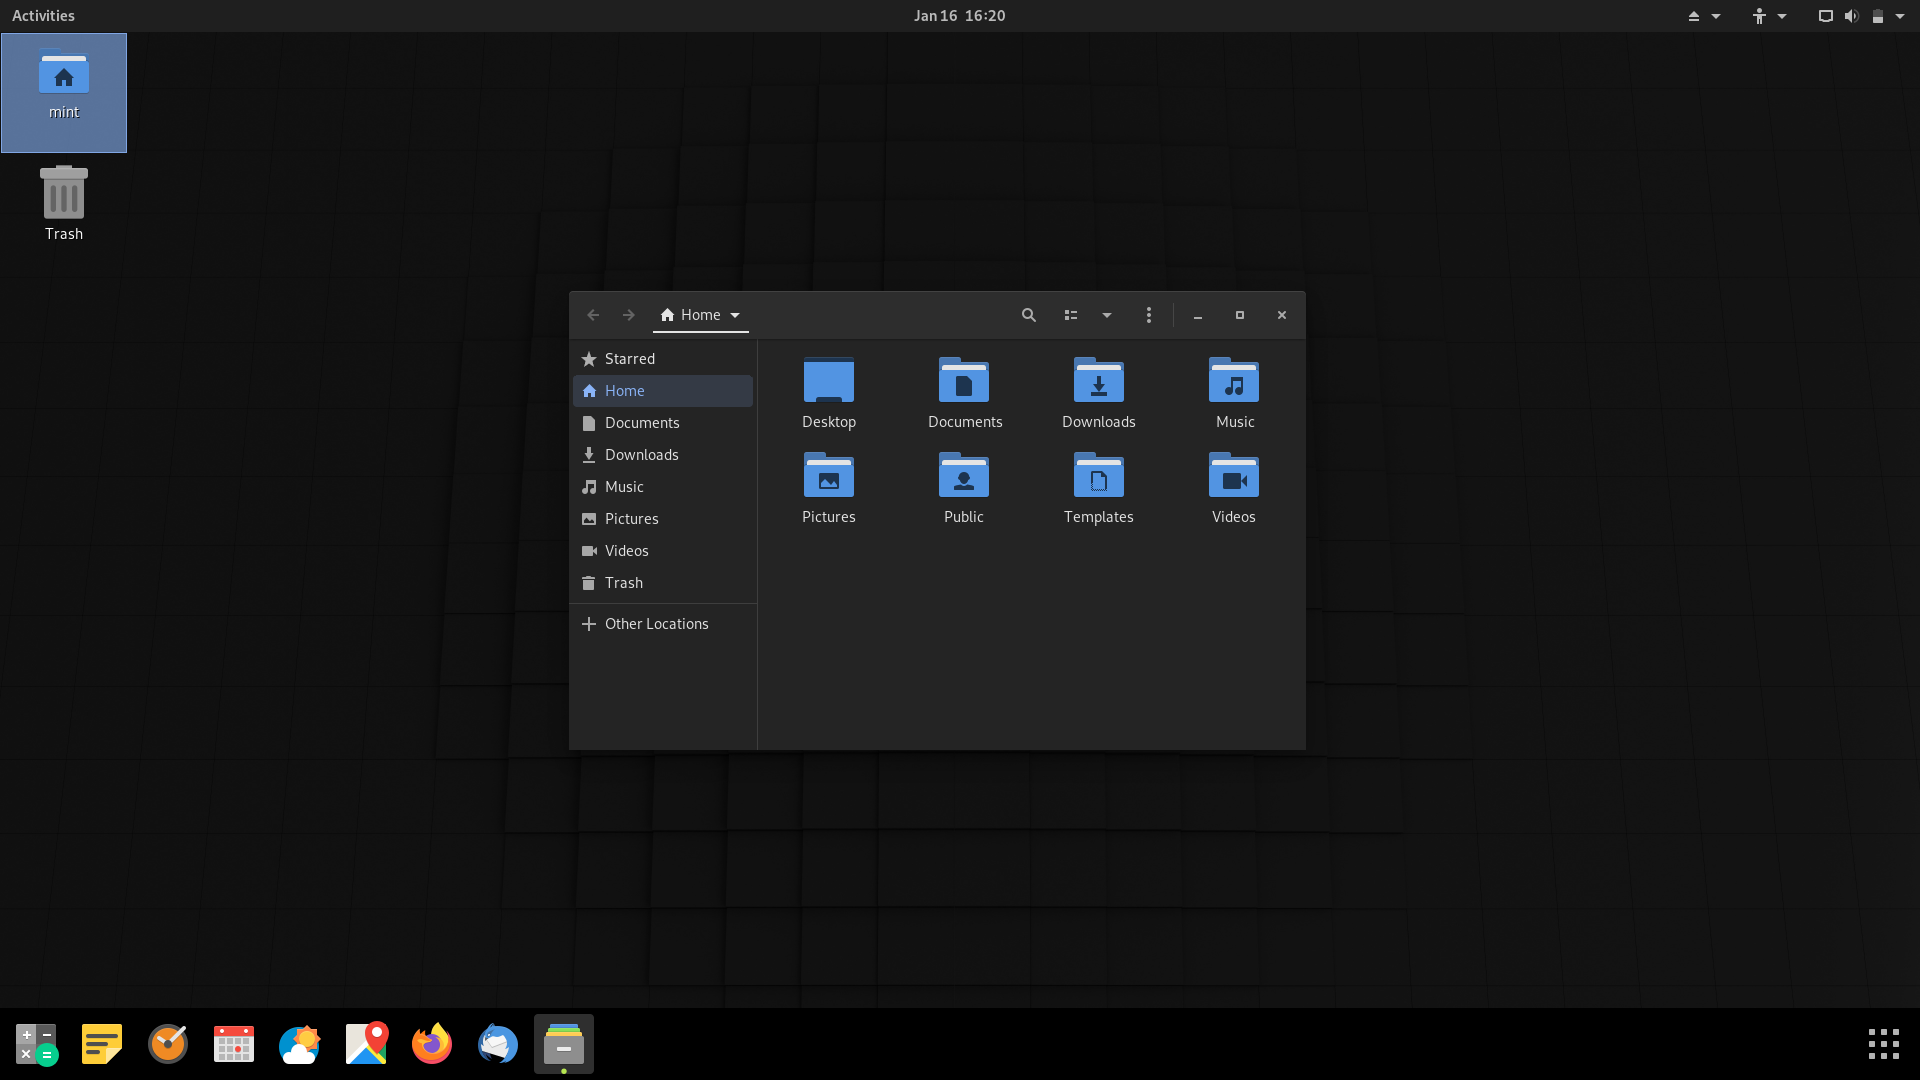 Activities
Jan 16 16:20
mint
Trash
Home
Starred
Home
Documents
Downloads
Music
Pictures
Videos
Trash
Other Locations
Desktop
Documents
Downloads
Music
Pictures
Public
Templates
Videos